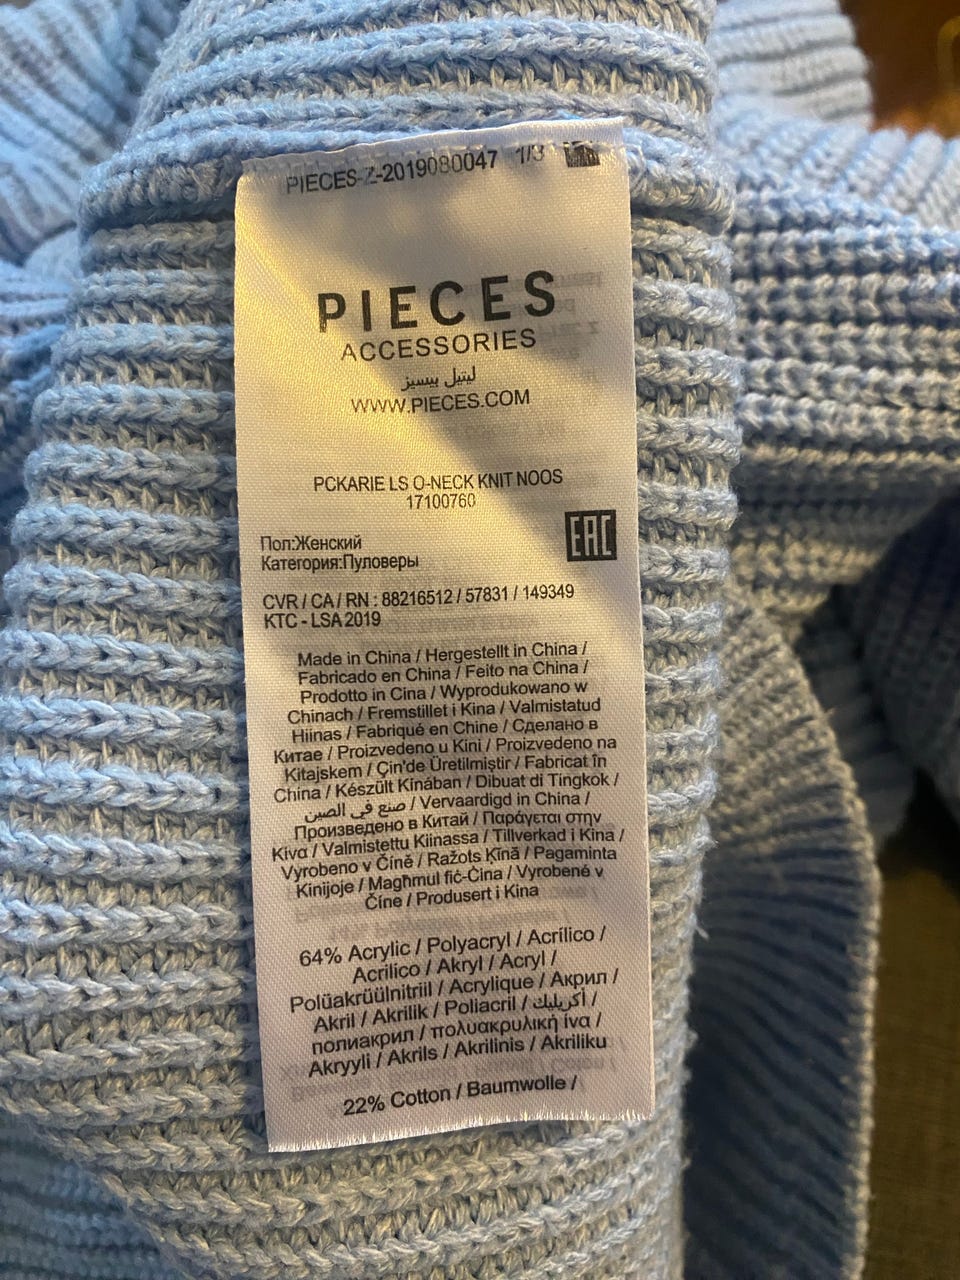 PIECES-Z-2019080047 1/3
PIECES
ACCESSORIES
ليتيل بيسيز
WWW.PIECES.COM
PCKARIE LS O-NECK KNIT NOOS
17100760
EAC
Пол:Женский
Категория:Пуловеры
CVR / CA / RN : 88216512 / 57831 / 149349
KTC - LSA 2019
Made in China / Hergestellt in China /
Fabricado en China / Feito na China /
Prodotto in Cina / Wyprodukowano w
Chinach / Fremstillet i Kina / Valmistatud
Hiinas / Fabriqué en Chine / Сделано в
Китае / Proizvedeno u Kini / Proizvedeno na
Kitajskem / Çin'de Üretilmiştir / Fabricat în
China / Készült Kínában / Dibuat di Tingkok /
صنع في الصين / Vervaardigd in China /
Произведено в Китай / Παράγεται στην
Κίνα / Valmistettu Kiinassa / Tillverkad i Kina /
Vyrobeno v Číně / Ražots Ķīnā / Pagaminta
Kinijoje / Magħmul fiċ-Ċina / Vyrobené v
Číne / Produsert i Kina
64% Acrylic / Polyacryl / Acrílico /
Acrilico / Akryl / Acryl /
Polüakrüülnitriil / Acrylique / Акрил /
Akril / Akrilik / Poliacril / أكريليك /
полиакрил / πολυακρυλική ίνα /
Akryyli / Akrils / Akrilinis / Akriliku
22% Cotton / Baumwolle /